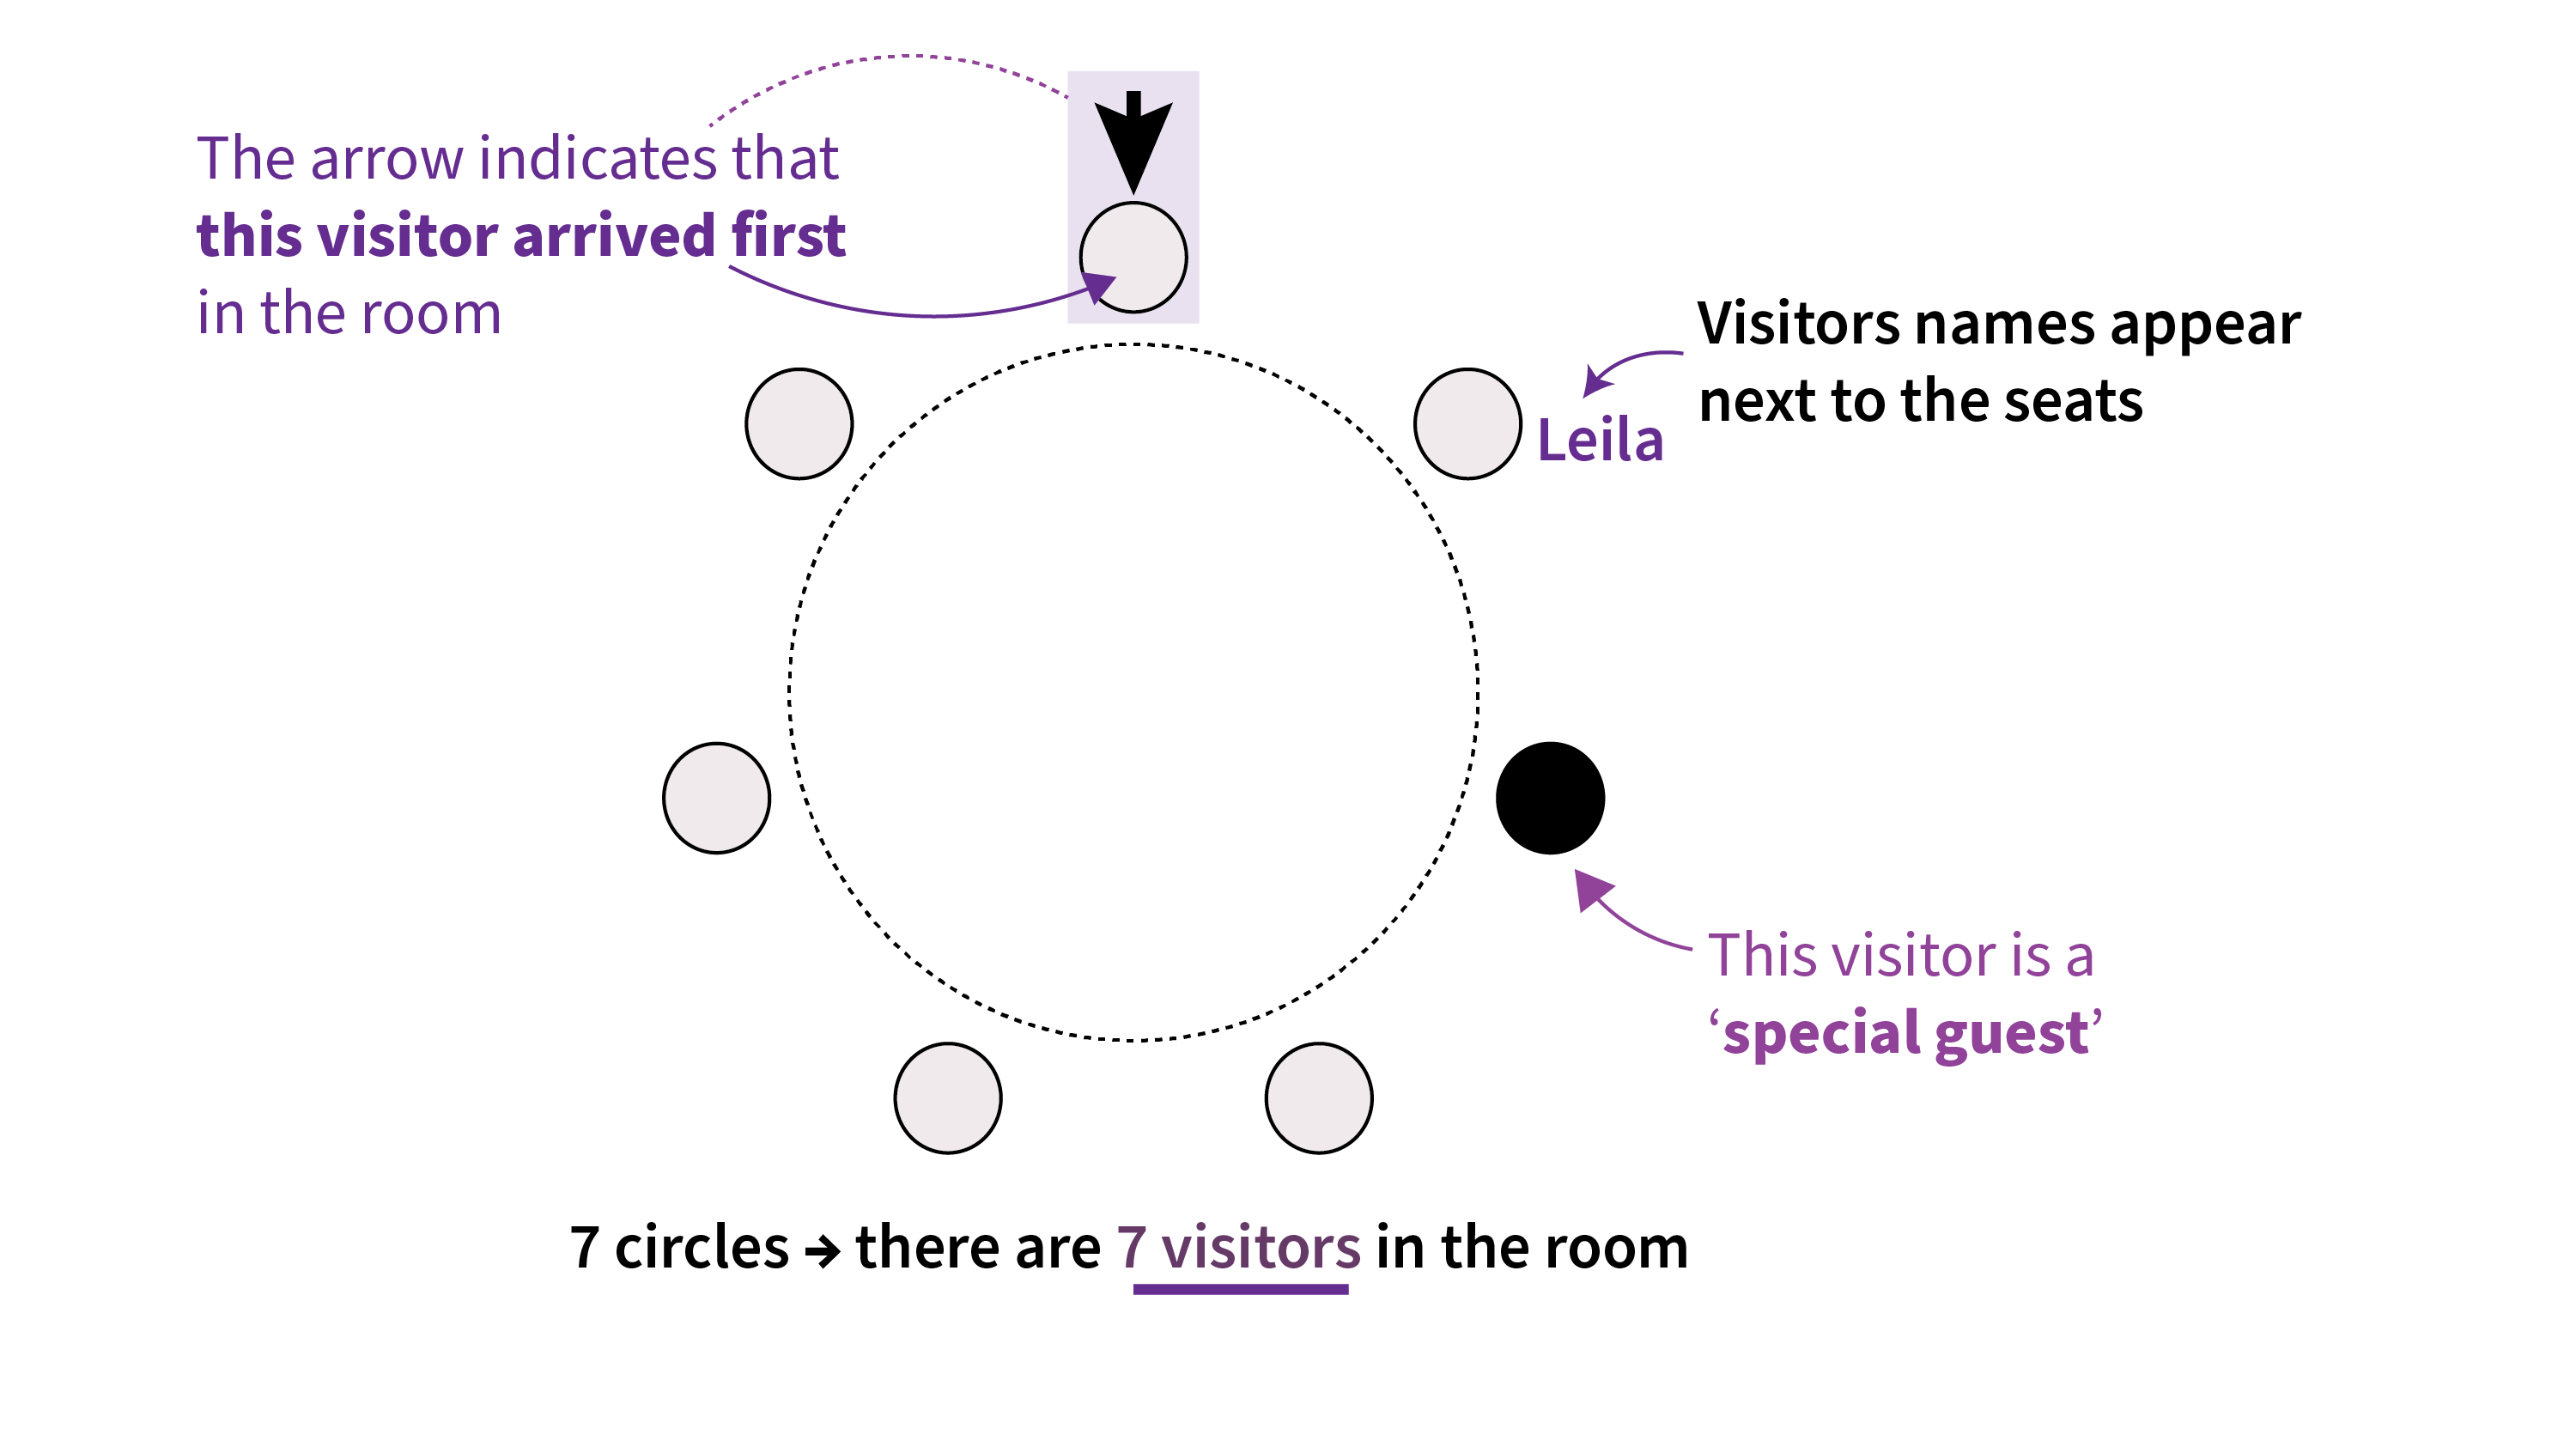 The arrow indicates that
this visitor arrived first
in the room
Visitors names appear
next to the seats
Leila
This visitor is a
‘special guest’
7 circles → there are 7 visitors in the room